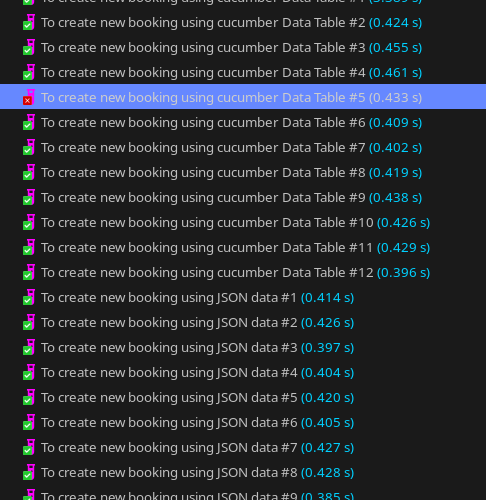 To create new booking using cucumber Data Table #2 (0.424 s)
To create new booking using cucumber Data Table #3 (0.455 s)
To create new booking using cucumber Data Table #4 (0.461 s)
To create new booking using cucumber Data Table #5 (0.433 s)
To create new booking using cucumber Data Table #6 (0.409 s)
To create new booking using cucumber Data Table #7 (0.402 s)
To create new booking using cucumber Data Table #8 (0.419 s)
To create new booking using cucumber Data Table #9 (0.438 s)
To create new booking using cucumber Data Table #10 (0.426 s)
To create new booking using cucumber Data Table #11 (0.429 s)
To create new booking using cucumber Data Table #12 (0.396 s)
To create new booking using JSON data #1 (0.414 s)
To create new booking using JSON data #2 (0.426 s)
To create new booking using JSON data #3 (0.397 s)
To create new booking using JSON data #4 (0.404 s)
To create new booking using JSON data #5 (0.420 s)
To create new booking using JSON data #6 (0.405 s)
To create new booking using JSON data #7 (0.427 s)
To create new booking using JSON data #8 (0.428 s)
To create new booking using JSON data #9 (0.385 s)